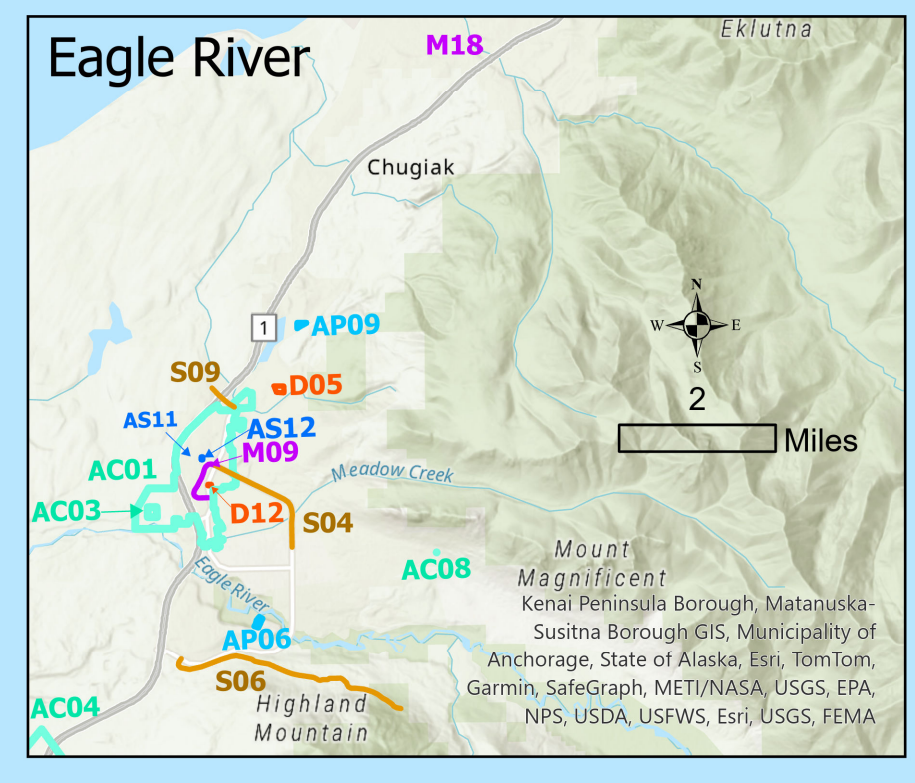 Eklutna
Eagle River
M18
Chugiak
N
1
AP09
W
E
S
S09
D05
2
AS11
AS12
Miles
M09
AC01
Meadow Creek
AC03
D12
S04
Mount
AC08
Magnificent
Eagle River
Kenai Peninsula Borough, Matanuska-
Susitna Borough GIS, Municipality of
Anchorage, State of Alaska, Esri, TomTom,
Garmin, SafeGraph, METI/NASA, USGS, EPA,
NPS, USDA, USFWS, Esri, USGS, FEMA
AP06
S06
Highland
Mountain
AC04